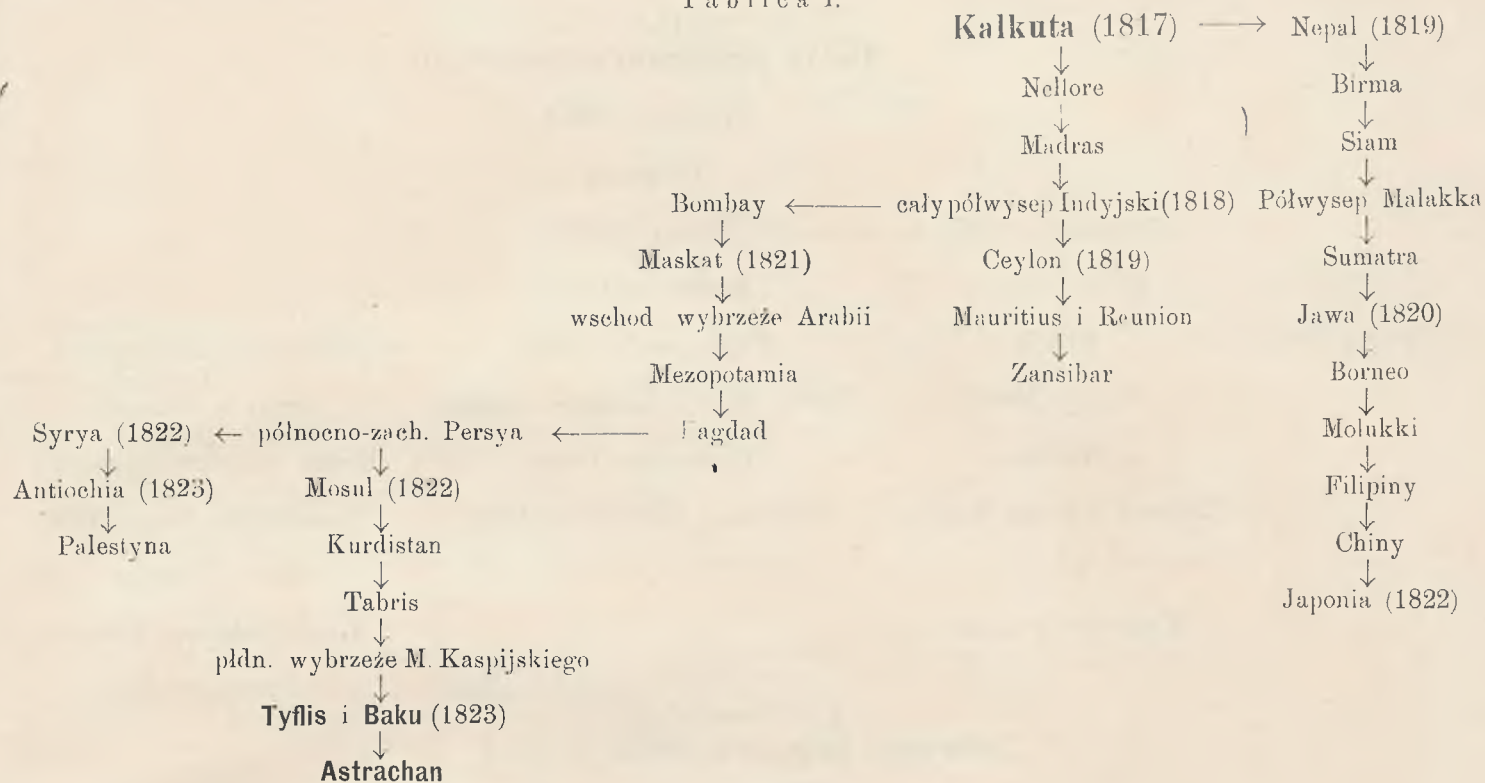 Tablica I.
Kalkuta (1817) → Nepal (1819)
↓ ↓
Nellore Birma
↓ ↓
Madras Siam
↓ ↓
Bombay ← cały półwysep Indyjski (1818) Półwysep Malakka
↓ ↓ ↓
Maskat (1821) Ceylon (1819) Sumatra
↓ ↓ ↓
wschod wybrzeże Arabii Mauritius i Reunion Jawa (1820)
↓ ↓ ↓
Mezopotamia Zansibar Borneo
↓ ↓
Syrya (1822) ← północno-zach. Persya ← Bagdad Molukki
↓ ↓ ↓
Antiochia (1823) Mosul (1822) Filipiny
↓ ↓ ↓
Palestyna Kurdistan Chiny
↓ ↓
Tabris Japonia (1822)
↓
płdn. wybrzeże M. Kaspijskiego
↓
Tyflis i Baku (1823)
↓
Astrachan